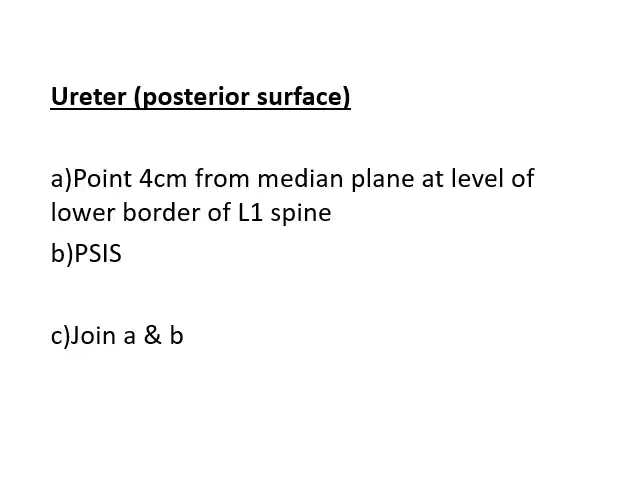 Ureter (posterior surface)
a)Point 4cm from median plane at level of
lower border of L1 spine
b)PSIS
c)Join a & b